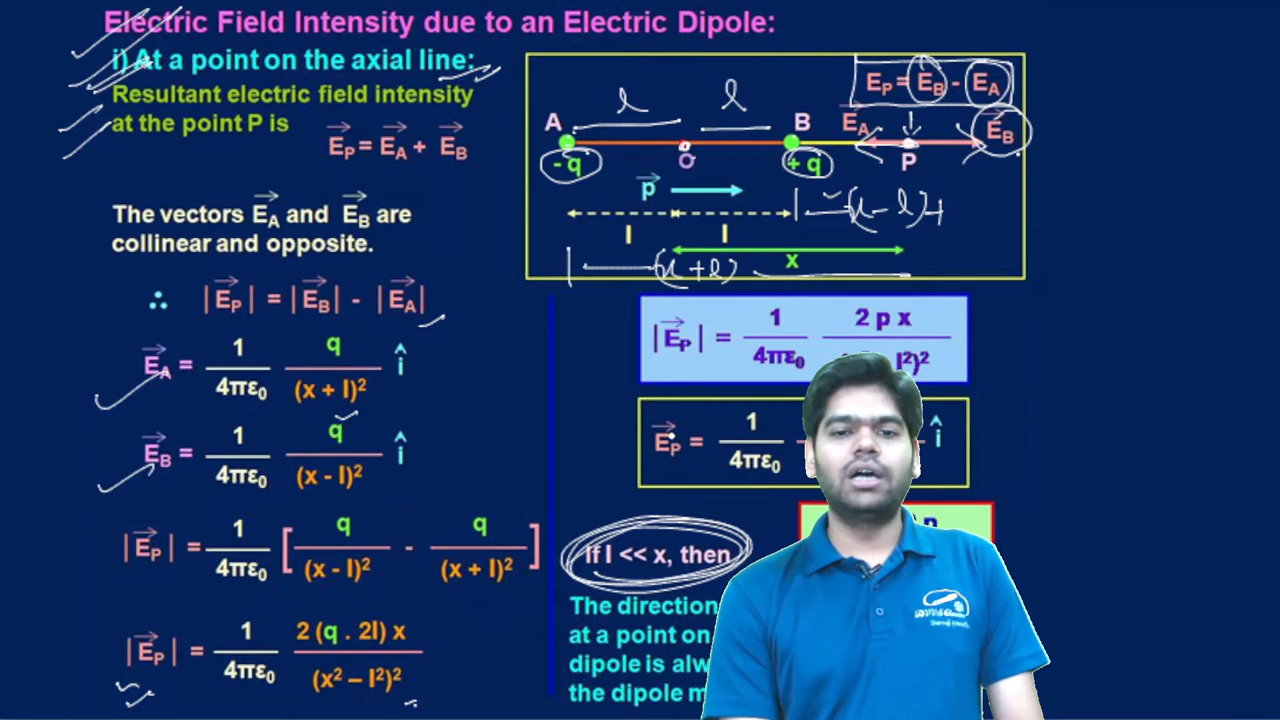 Electric Field Intensity due to an Electric Dipole:
i) At a point on the axial line:
Resultant electric field intensity
at the point P is
E⃗P = E⃗A + E⃗B
The vectors E⃗A and E⃗B are
collinear and opposite.
∴ |E⃗P| = |E⃗B| - |E⃗A|
E⃗A = 1 / 4πε0 q / (x + l)² î
E⃗B = 1 / 4πε0 q / (x - l)² î
|E⃗P| = 1 / 4πε0 [ q / (x - l)² - q / (x + l)² ]
|E⃗P| = 1 / 4πε0 2 (q . 2l) x / (x² – l²)²
EP = EB - EA
l l
A B E⃗A E⃗B
- q O + q P
p⃗
l l (x - l)
x
(x + l)
|E⃗P| = 1 / 4πε0 2 p x / l²)²
E⃗P = 1 / 4πε0 î
If l << x, then
The direction
at a point on
dipole is
the dipole